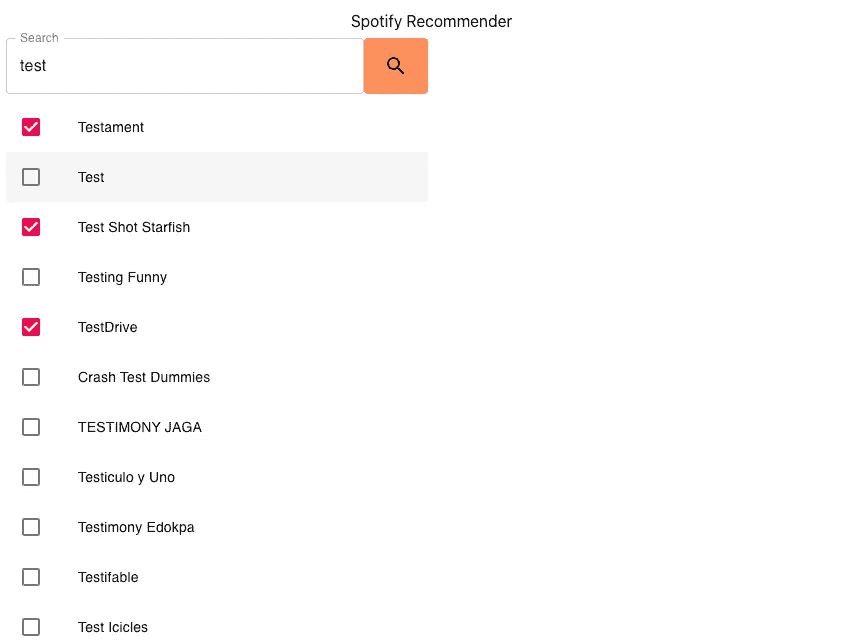 Spotify Recommender
Search
test
Testament
Test
Test Shot Starfish
Testing Funny
TestDrive
Crash Test Dummies
TESTIMONY JAGA
Testiculo y Uno
Testimony Edokpa
Testifable
Test Icicles